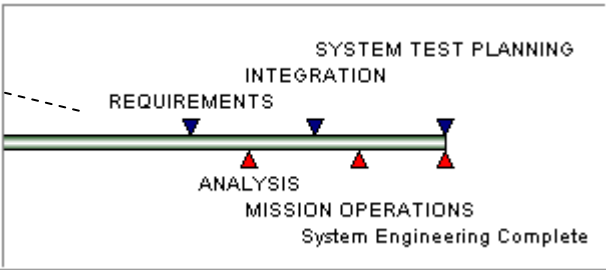 SYSTEM TEST PLANNING
INTEGRATION
REQUIREMENTS
ANALYSIS
MISSION OPERATIONS
System Engineering Complete